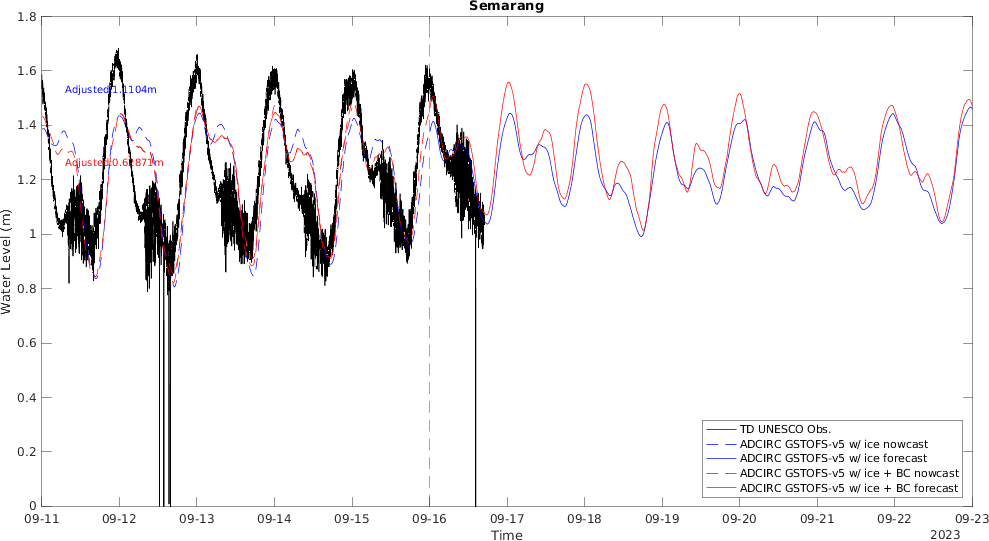 Semarang
1.8
1.6
1.4
1.2
1
0.8
0.6
0.4
0.2
0
Water Level (m)
Adjusted:1.1104m
Adjusted:0.62871m
TD UNESCO Obs.
ADCIRC GSTOFS-v5 w/ ice nowcast
ADCIRC GSTOFS-v5 w/ ice forecast
ADCIRC GSTOFS-v5 w/ ice + BC nowcast
ADCIRC GSTOFS-v5 w/ ice + BC forecast
09-11 09-12 09-13 09-14 09-15 09-16 09-17 09-18 09-19 09-20 09-21 09-22 09-23
Time
2023